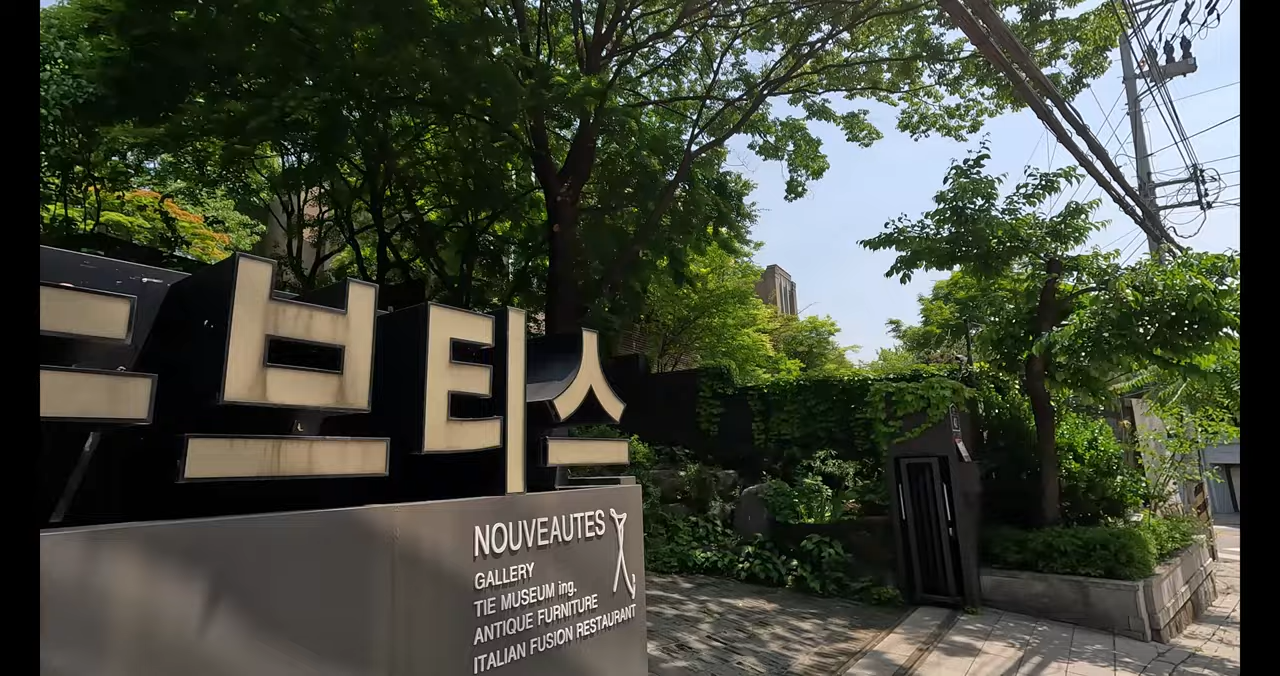 브티스
NOUVEAUTES
GALLERY
TIE MUSEUM ing,
ANTIQUE FURNITURE
ITALIAN FUSION RESTAURANT